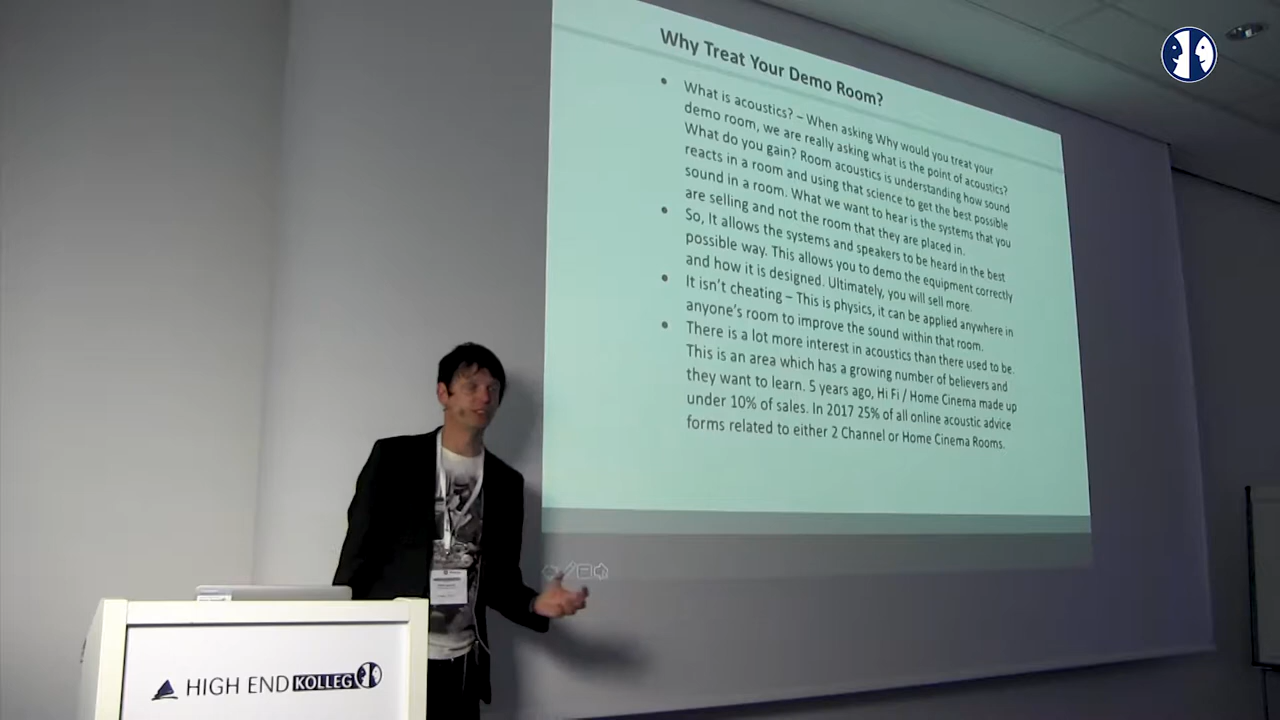 Why Treat Your Demo Room?
• What is acoustics? – When asking Why would you treat your
demo room, we are really asking what is the point of acoustics?
What do you gain? Room acoustics is understanding how sound
reacts in a room and using that science to get the best possible
sound in a room. What we want to hear is the systems that you
are selling and not the room that they are placed in.
• So, It allows the systems and speakers to be heard in the best
possible way. This allows you to demo the equipment correctly
and how it is designed. Ultimately, you will sell more.
• It isn't cheating – This is physics, it can be applied anywhere in
anyone's room to improve the sound within that room.
• There is a lot more interest in acoustics than there used to be.
This is an area which has a growing number of believers and
they want to learn. 5 years ago, Hi Fi / Home Cinema made up
under 10% of sales. In 2017 25% of all online acoustic advice
forms related to either 2 Channel or Home Cinema Rooms.
HIGH END KOLLEG